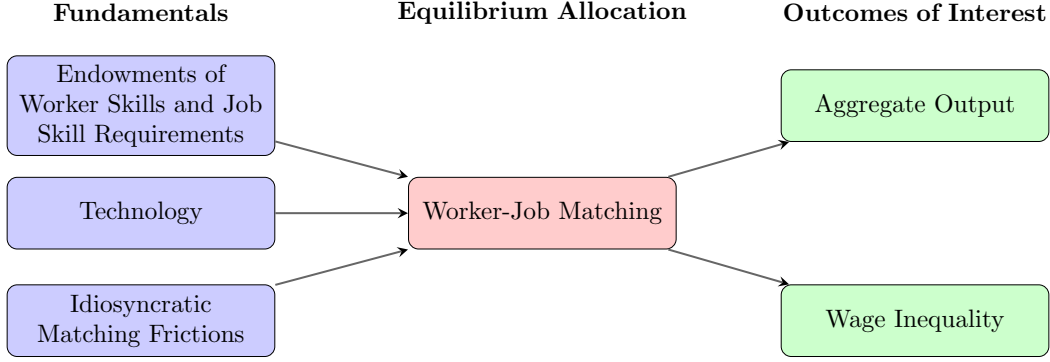 Fundamentals
Equilibrium Allocation
Outcomes of Interest
Endowments of
Worker Skills and Job
Skill Requirements
Technology
Idiosyncratic
Matching Frictions
Worker-Job Matching
Aggregate Output
Wage Inequality